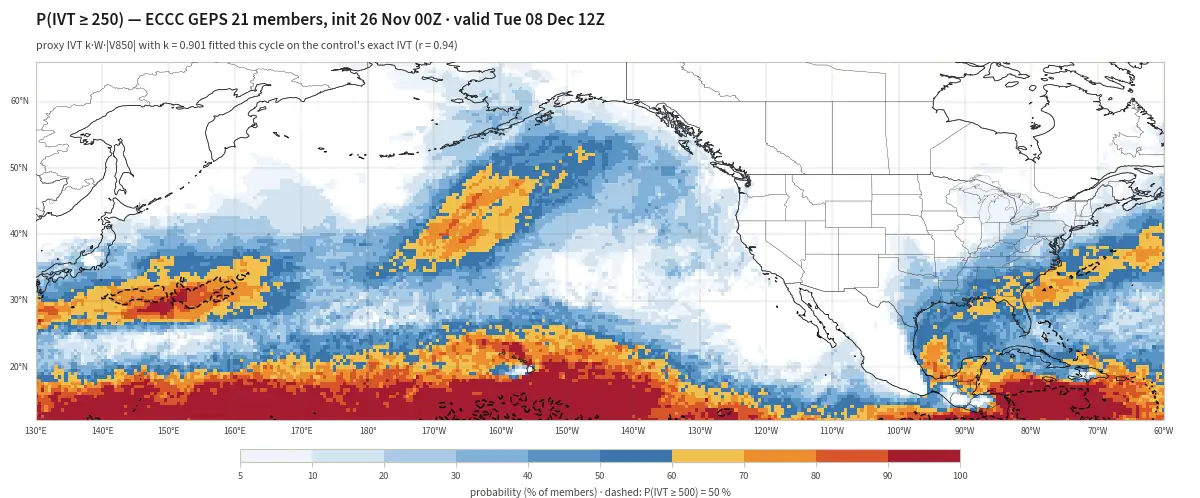 P(IVT ≥ 250) — ECCC GEPS 21 members, init 26 Nov 00Z · valid Tue 08 Dec 12Z
proxy IVT k·W·|V850| with k = 0.901 fitted this cycle on the control's exact IVT (r = 0.94)
60°N
50°N
40°N
30°N
20°N
130°E 140°E 150°E 160°E 170°E 180° 170°W 160°W 150°W 140°W 130°W 120°W 110°W 100°W 90°W 80°W 70°W 60°W
5 10 20 30 40 50 60 70 80 90 100
probability (% of members) · dashed: P(IVT ≥ 500) = 50 %